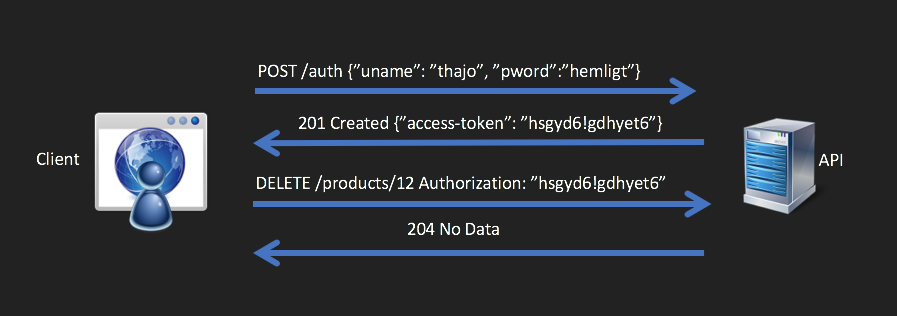 POST /auth {”uname”: ”thajo”, ”pword”:”hemligt”}
201 Created {”access-token”: ”hsgyd6!gdhyet6”}
Client
API
DELETE /products/12 Authorization: ”hsgyd6!gdhyet6”
204 No Data